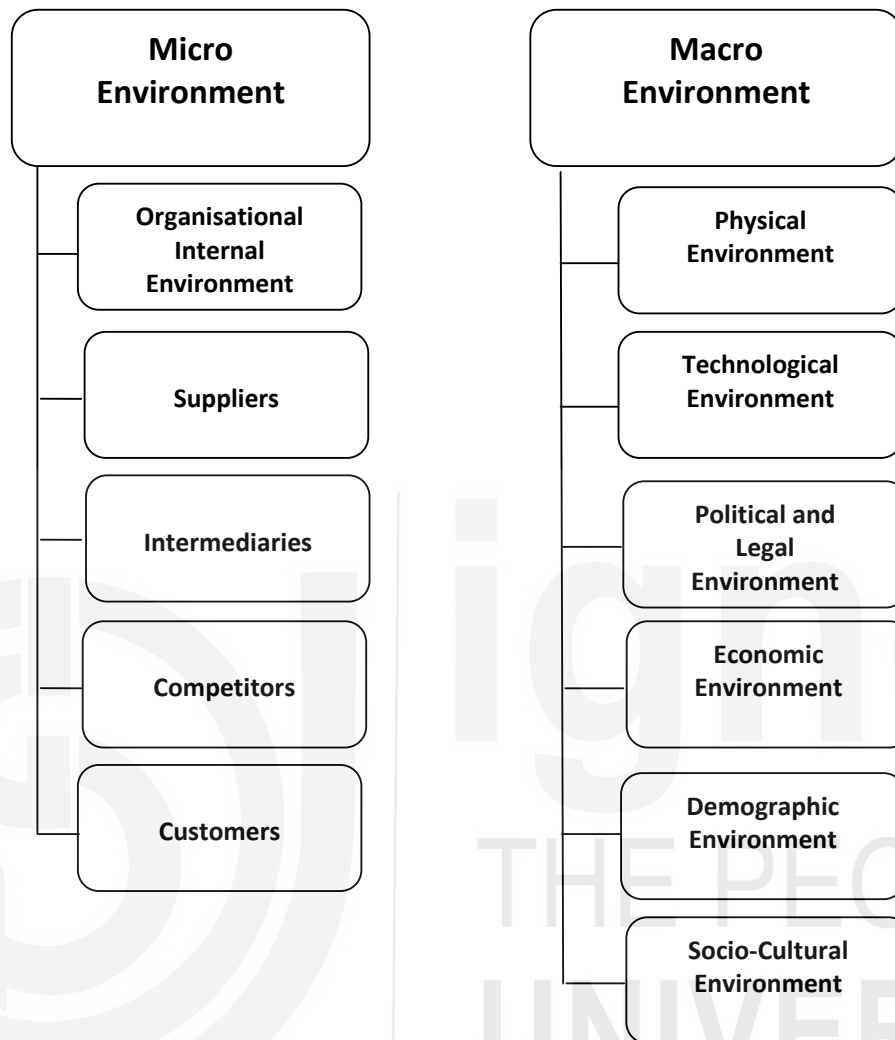 Micro
Environment
Organisational
Internal
Environment
Suppliers
Intermediaries
Competitors
Customers
Macro
Environment
Physical
Environment
Technological
Environment
Political and
Legal
Environment
Economic
Environment
Demographic
Environment
Socio-Cultural
Environment
THE